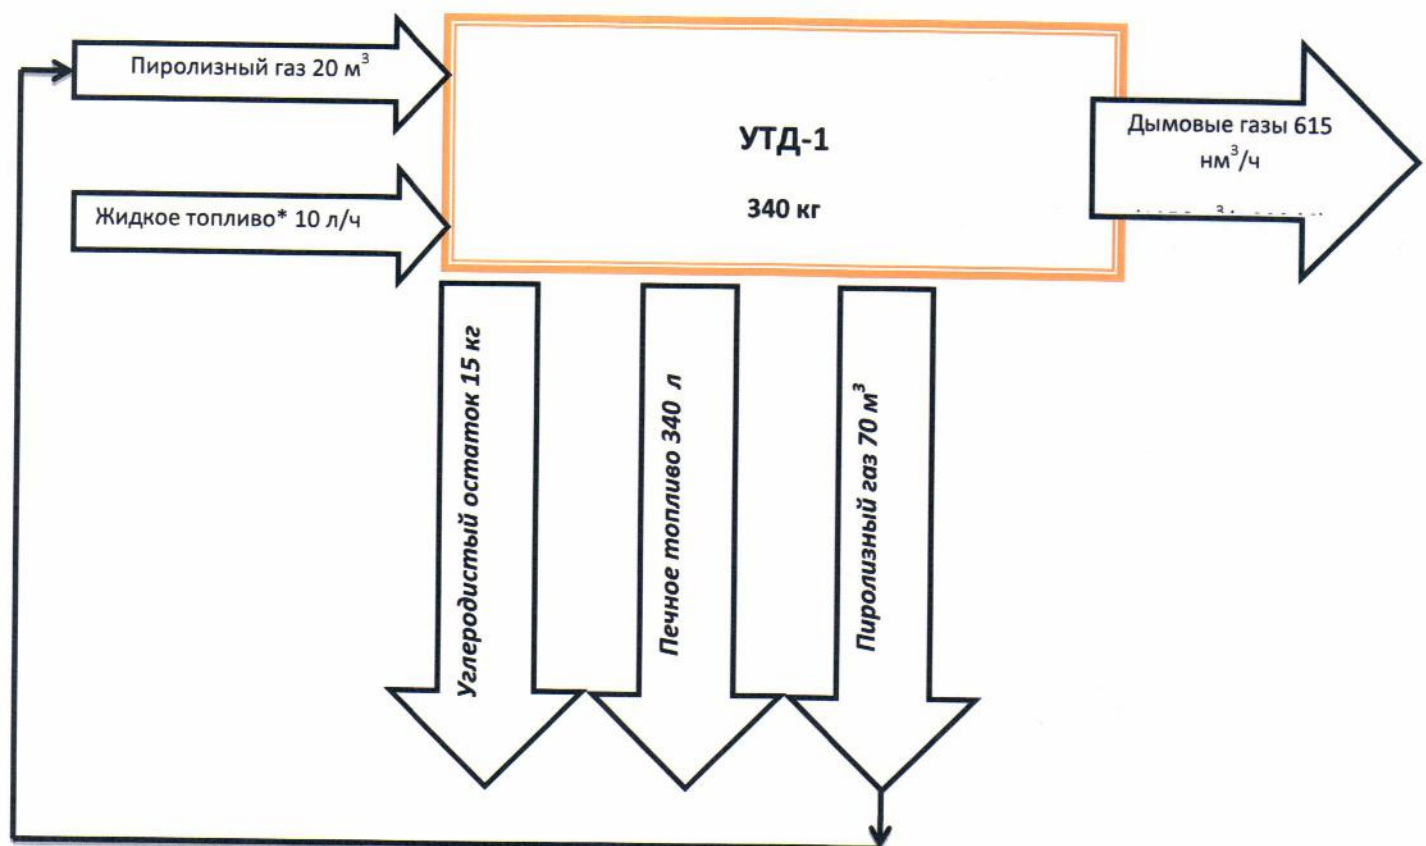 Пиролизный газ 20 м³
Жидкое топливо* 10 л/ч
УТД-1
340 кг
Дымовые газы 615
нм³/ч
Углеродистый остаток 15 кг
Печное топливо 340 л
Пиролизный газ 70 м³